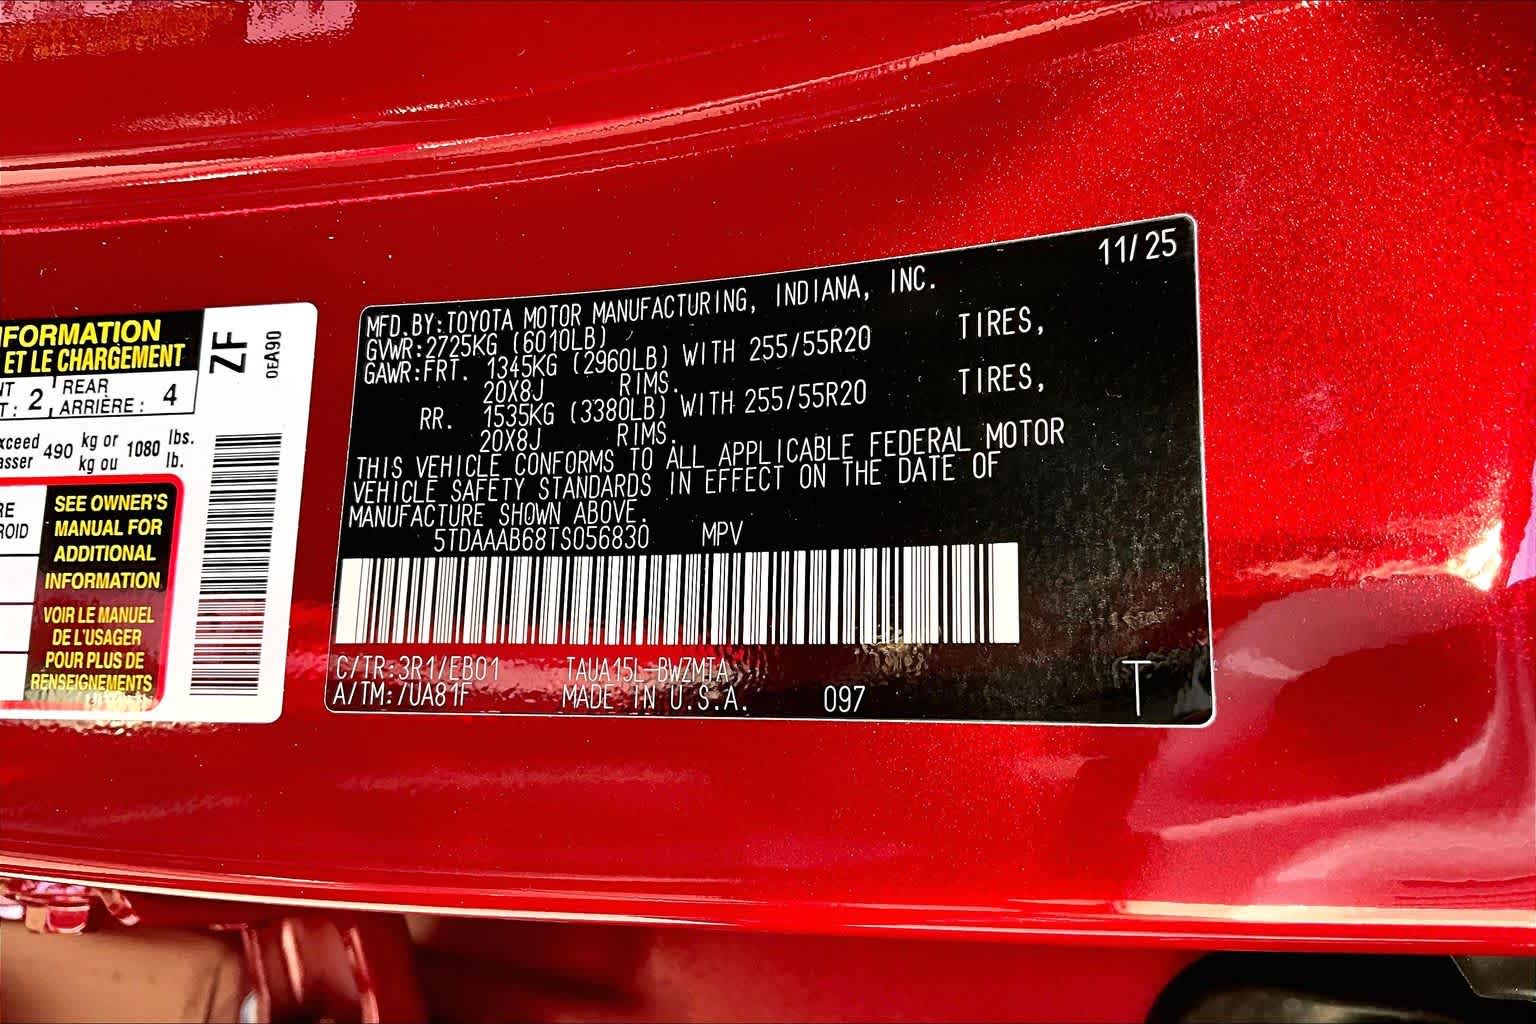 NFORMATION
ET LE CHARGEMENT
NT 2 REAR 4
T : ARRIÈRE :
xceed 490 kg or 1080 lbs.
asser kg ou lb.
RE
ROID
SEE OWNER'S
MANUAL FOR
ADDITIONAL
INFORMATION
VOIR LE MANUEL
DE L'USAGER
POUR PLUS DE
RENSEIGNEMENTS
ZF
0EA90
11/25
MFD.BY:TOYOTA MOTOR MANUFACTURING, INDIANA, INC.
GVWR:2725KG (6010LB)
GAWR:FRT. 1345KG (2960LB) WITH 255/55R20 TIRES,
20X8J RIMS.
RR. 1535KG (3380LB) WITH 255/55R20 TIRES,
20X8J RIMS.
THIS VEHICLE CONFORMS TO ALL APPLICABLE FEDERAL MOTOR
VEHICLE SAFETY STANDARDS IN EFFECT ON THE DATE OF
MANUFACTURE SHOWN ABOVE.
5TDAAAB68TS056830 MPV
C/TR:3R1/EB01 TAUA15L-BWZMTA
A/TM:/UA81F MADE IN U.S.A. 097
T